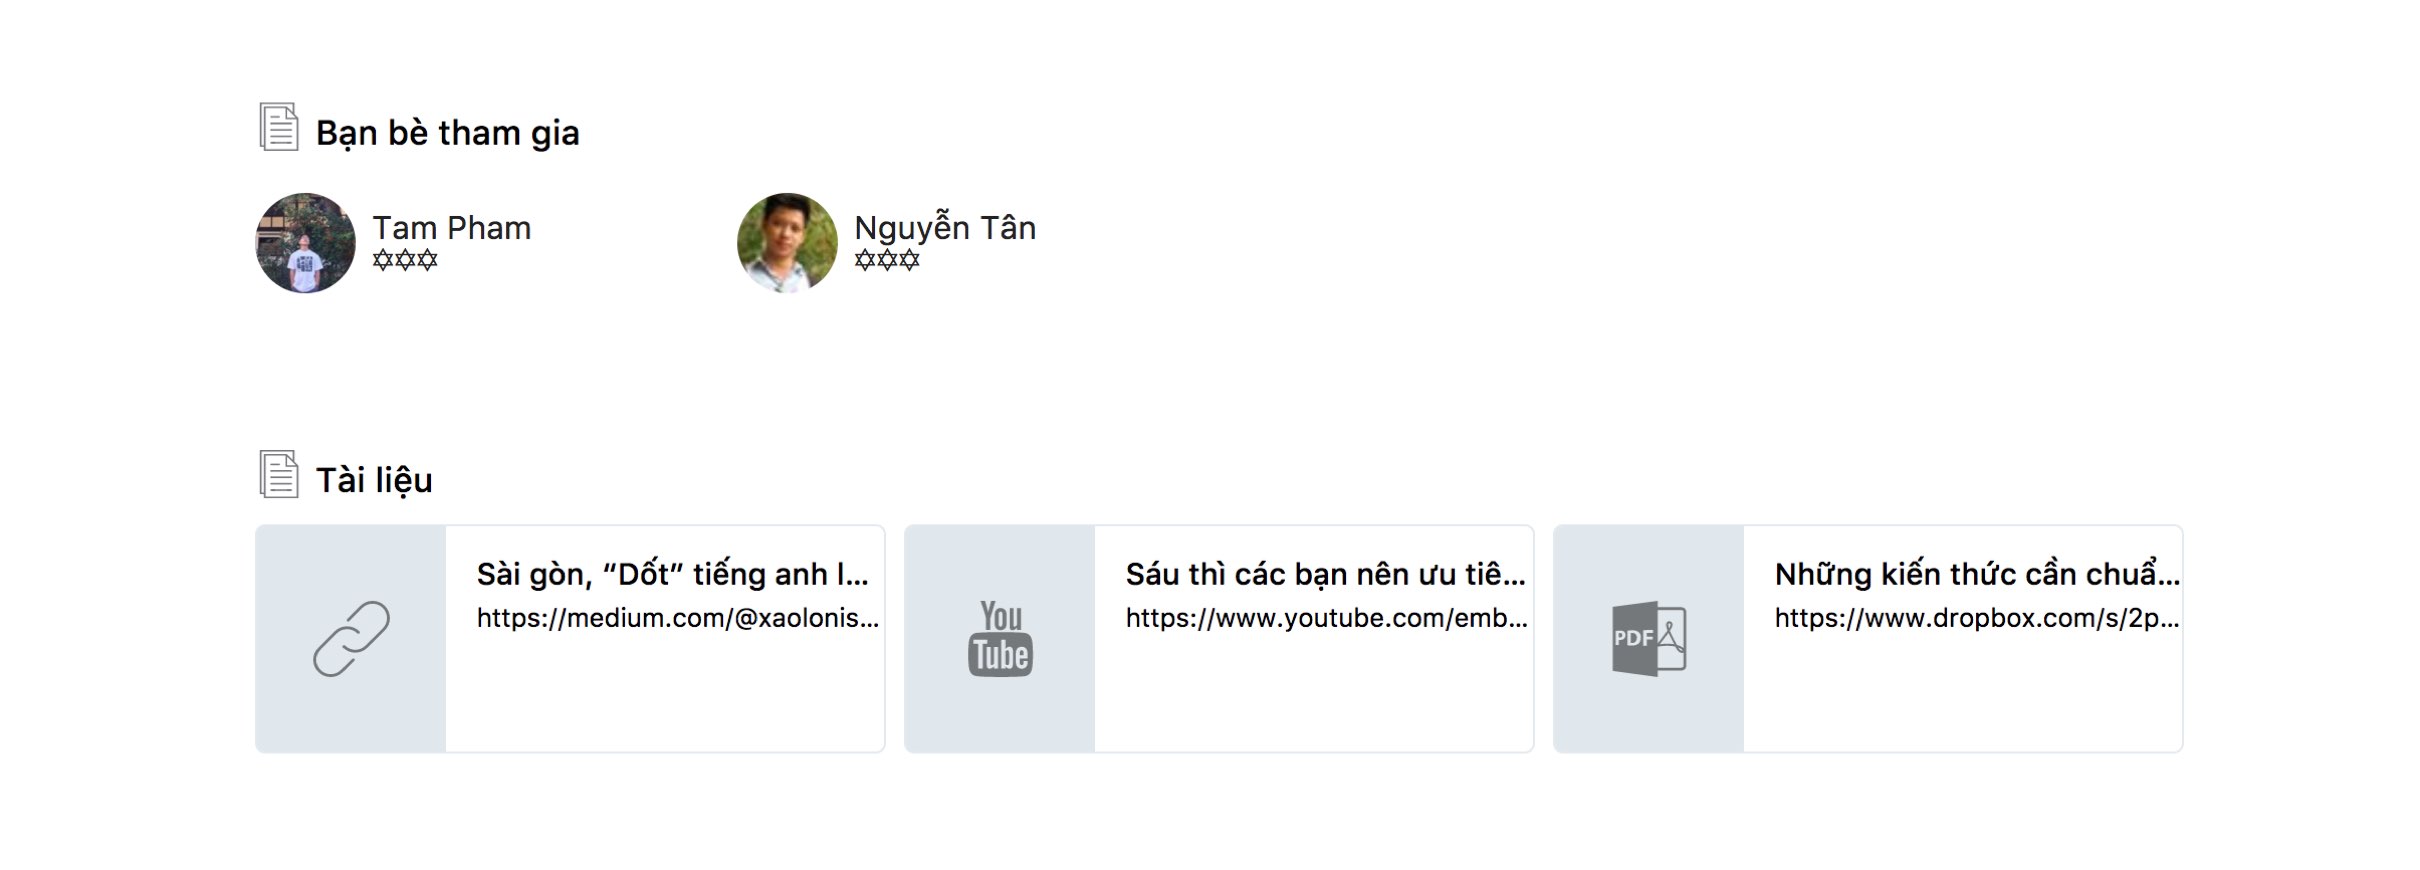 Bạn bè tham gia
Tam Pham
✡✡✡
Nguyễn Tân
✡✡✡
Tài liệu
Sài gòn, “Dốt” tiếng anh l...
https://medium.com/@xaolonis...
You
Tube
Sáu thì các bạn nên ưu tiê...
https://www.youtube.com/emb...
PDF
Những kiến thức cần chuẩ...
https://www.dropbox.com/s/2p...